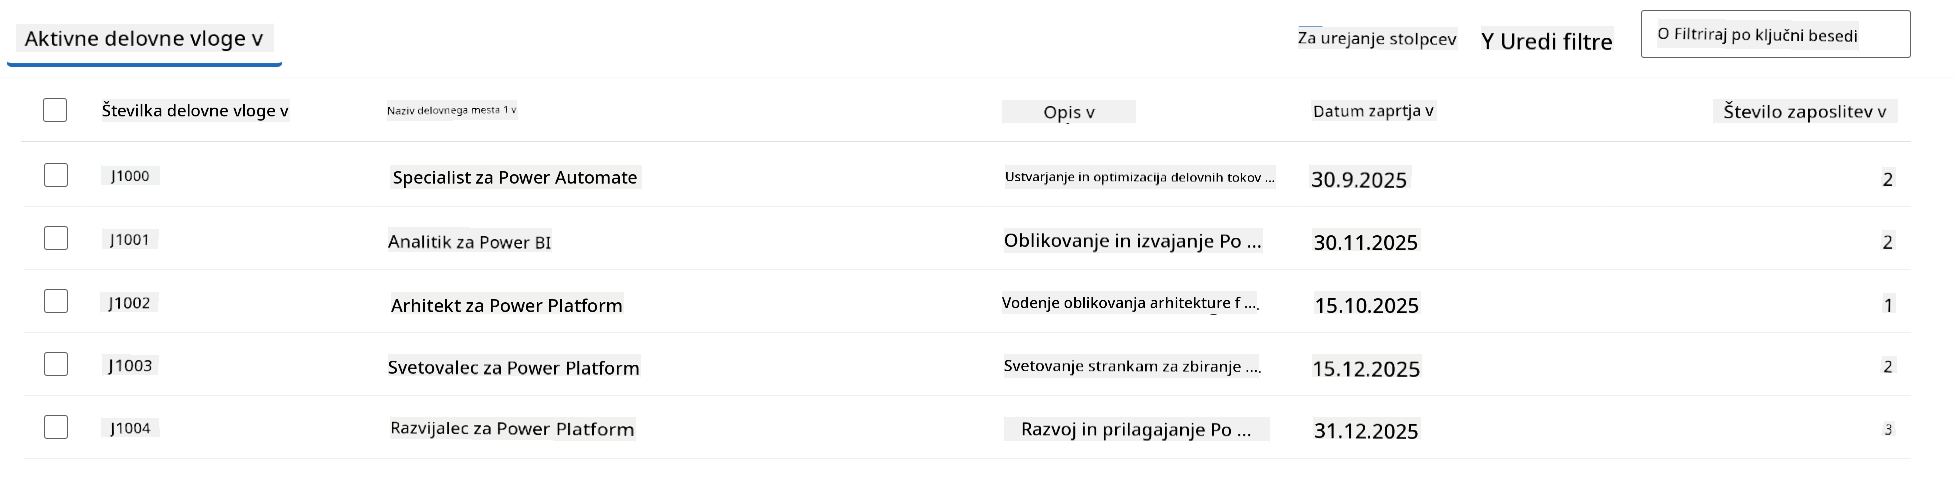 Aktivne delovne vloge v Za urejanje stolpcev Y Uredi filtre O Filtriraj po ključni besedi
Številka delovne vloge v Naziv delovnega mesta 1 v Opis v Datum zaprtja v Število zaposlitev v
J1000 Specialist za Power Automate Ustvarjanje in optimizacija delovnih tokov ... 30.9.2025 2
J1001 Analitik za Power BI Oblikovanje in izvajanje Po ... 30.11.2025 2
J1002 Arhitekt za Power Platform Vodenje oblikovanja arhitekture f .... 15.10.2025 1
J1003 Svetovalec za Power Platform Svetovanje strankam za zbiranje .... 15.12.2025 2
J1004 Razvijalec za Power Platform Razvoj in prilagajanje Po ... 31.12.2025 3